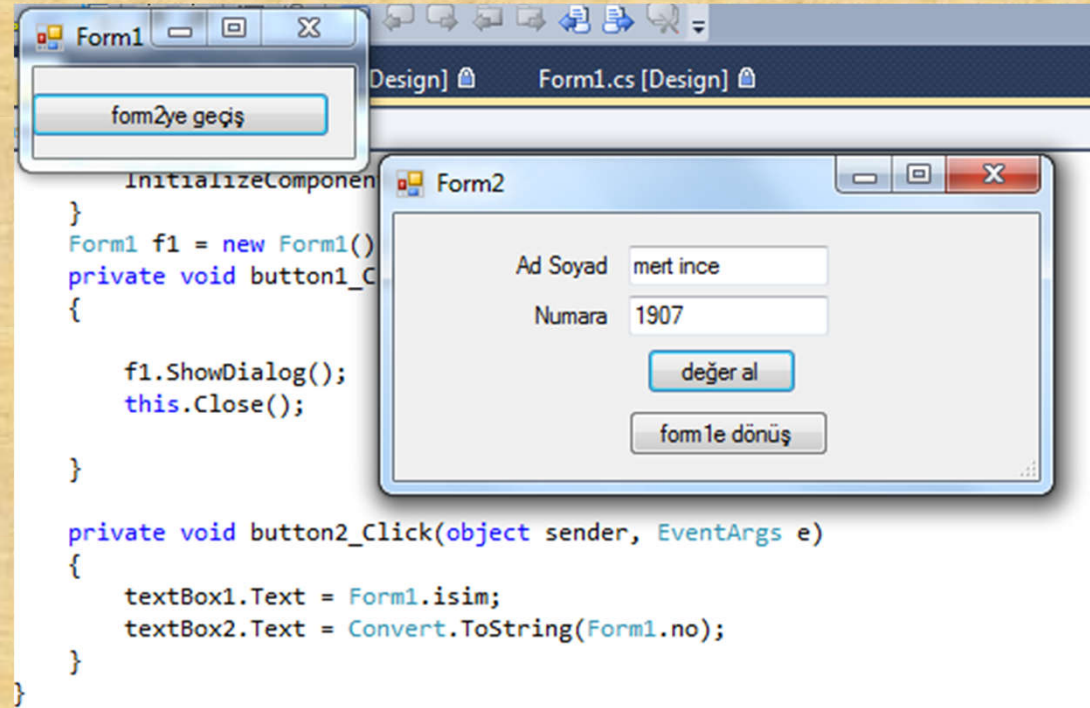 Form1
form2ye geçiş
Design]
Form1.cs [Design]
InitializeComponen
}
Form1 f1 = new Form1()
private void button1_C
{
f1.ShowDialog();
this.Close();
}
Form2
Ad Soyad mert ince
Numara 1907
değer al
form1e dönüş
private void button2_Click(object sender, EventArgs e)
{
textBox1.Text = Form1.isim;
textBox2.Text = Convert.ToString(Form1.no);
}
}